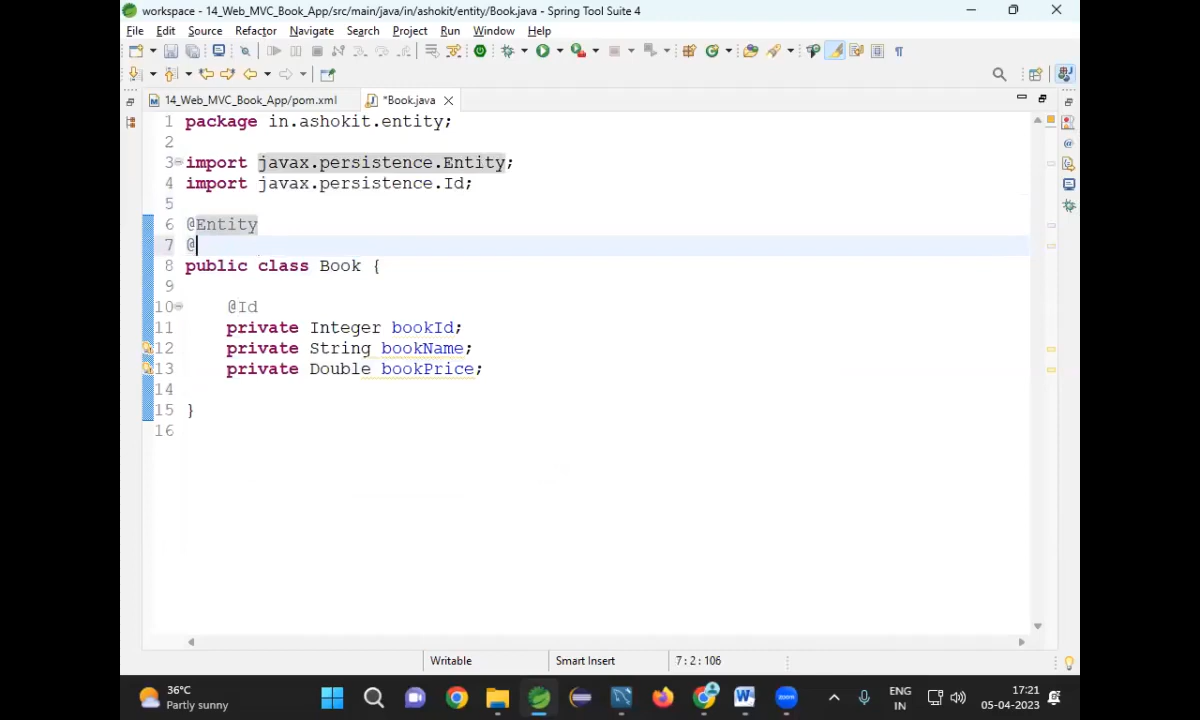 workspace - 14_Web_MVC_Book_App/src/main/java/in/ashokit/entity/Book.java - Spring Tool Suite 4
File Edit Source Refactor Navigate Search Project Run Window Help
14_Web_MVC_Book_App/pom.xml *Book.java
1 package in.ashokit.entity;
2
3 import javax.persistence.Entity;
4 import javax.persistence.Id;
5
6 @Entity
7 @
8 public class Book {
9
10 @Id
11 private Integer bookId;
12 private String bookName;
13 private Double bookPrice;
14
15 }
16
Writable Smart Insert 7 : 2 : 106
36°C
Partly sunny
ENG
IN
17:21
05-04-2023